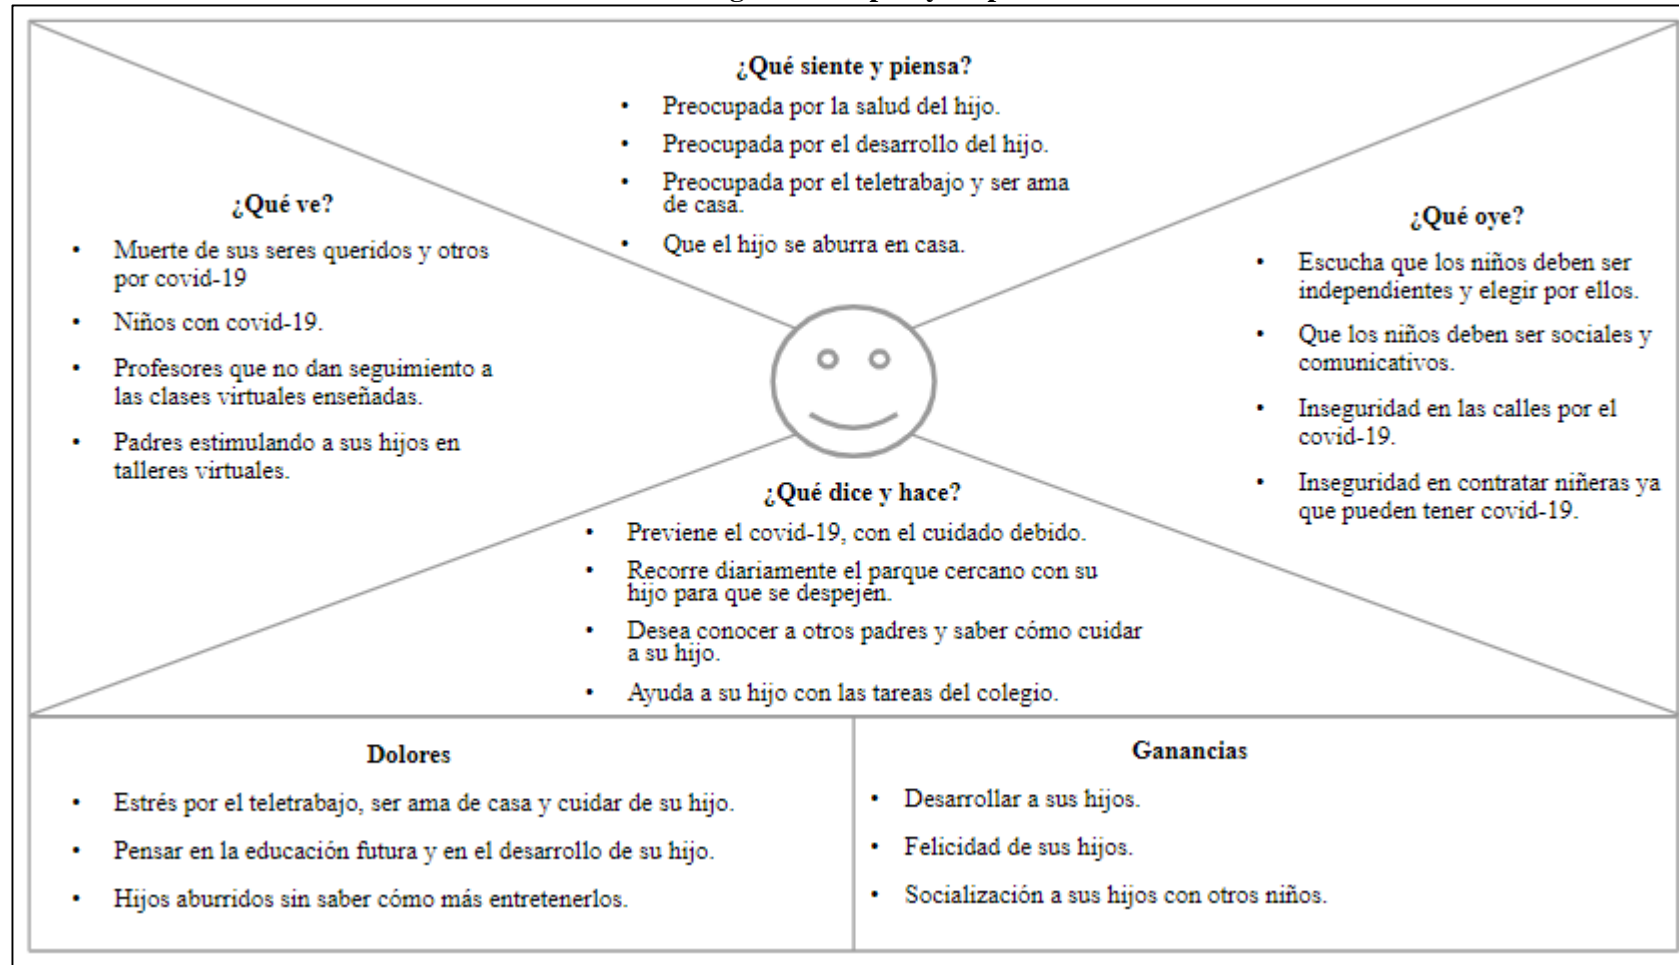 ¿Qué siente y piensa?
• Preocupada por la salud del hijo.
• Preocupada por el desarrollo del hijo.
• Preocupada por el teletrabajo y ser ama
de casa.
• Que el hijo se aburra en casa.
¿Qué ve?
• Muerte de sus seres queridos y otros
por covid-19
• Niños con covid-19.
• Profesores que no dan seguimiento a
las clases virtuales enseñadas.
• Padres estimulando a sus hijos en
talleres virtuales.
¿Qué oye?
• Escucha que los niños deben ser
independientes y elegir por ellos.
• Que los niños deben ser sociales y
comunicativos.
• Inseguridad en las calles por el
covid-19.
• Inseguridad en contratar niñeras ya
que pueden tener covid-19.
¿Qué dice y hace?
• Previene el covid-19, con el cuidado debido.
• Recorre diariamente el parque cercano con su
hijo para que se despejen.
• Desea conocer a otros padres y saber cómo cuidar
a su hijo.
• Ayuda a su hijo con las tareas del colegio.
Dolores
• Estrés por el teletrabajo, ser ama de casa y cuidar de su hijo.
• Pensar en la educación futura y en el desarrollo de su hijo.
• Hijos aburridos sin saber cómo más entretenerlos.
Ganancias
• Desarrollar a sus hijos.
• Felicidad de sus hijos.
• Socialización a sus hijos con otros niños.